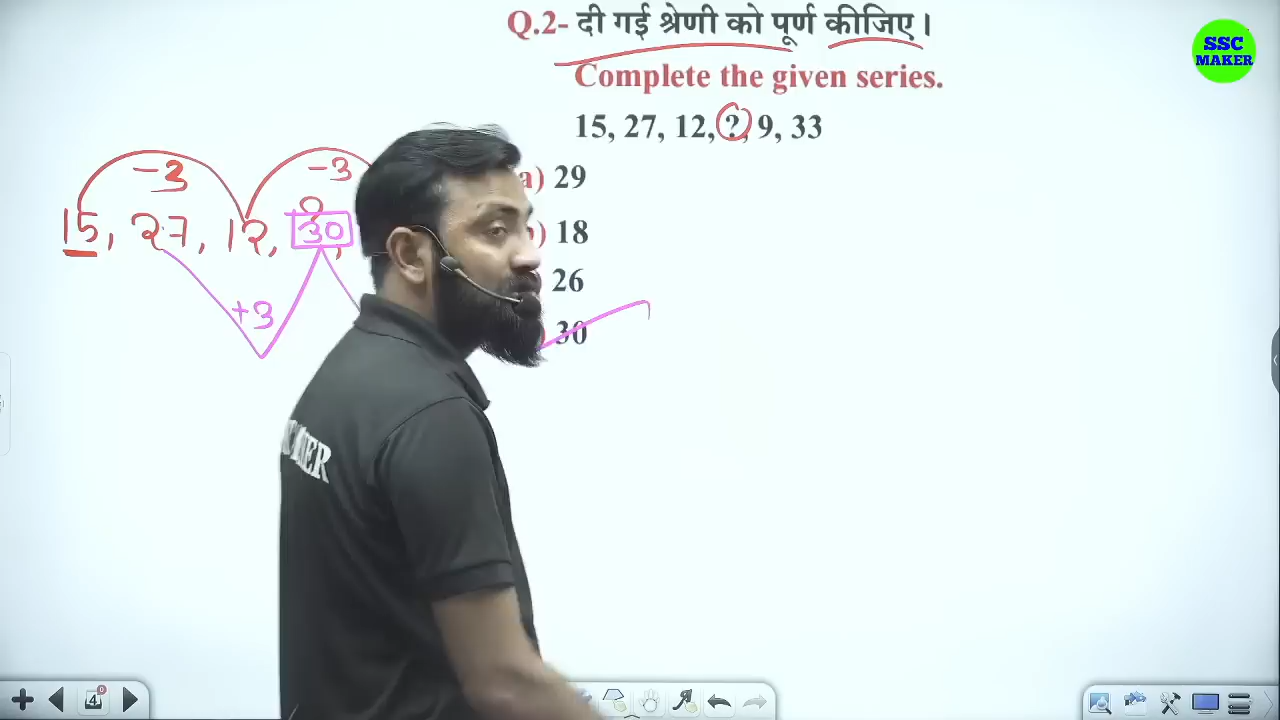 Q.2- दी गई श्रेणी को पूर्ण कीजिए।
Complete the given series.
15, 27, 12, ?, 9, 33
a) 29
) 18
26
) 30
SSC
MAKER
-3 -3
15, 27, 12, 30,
+3
4